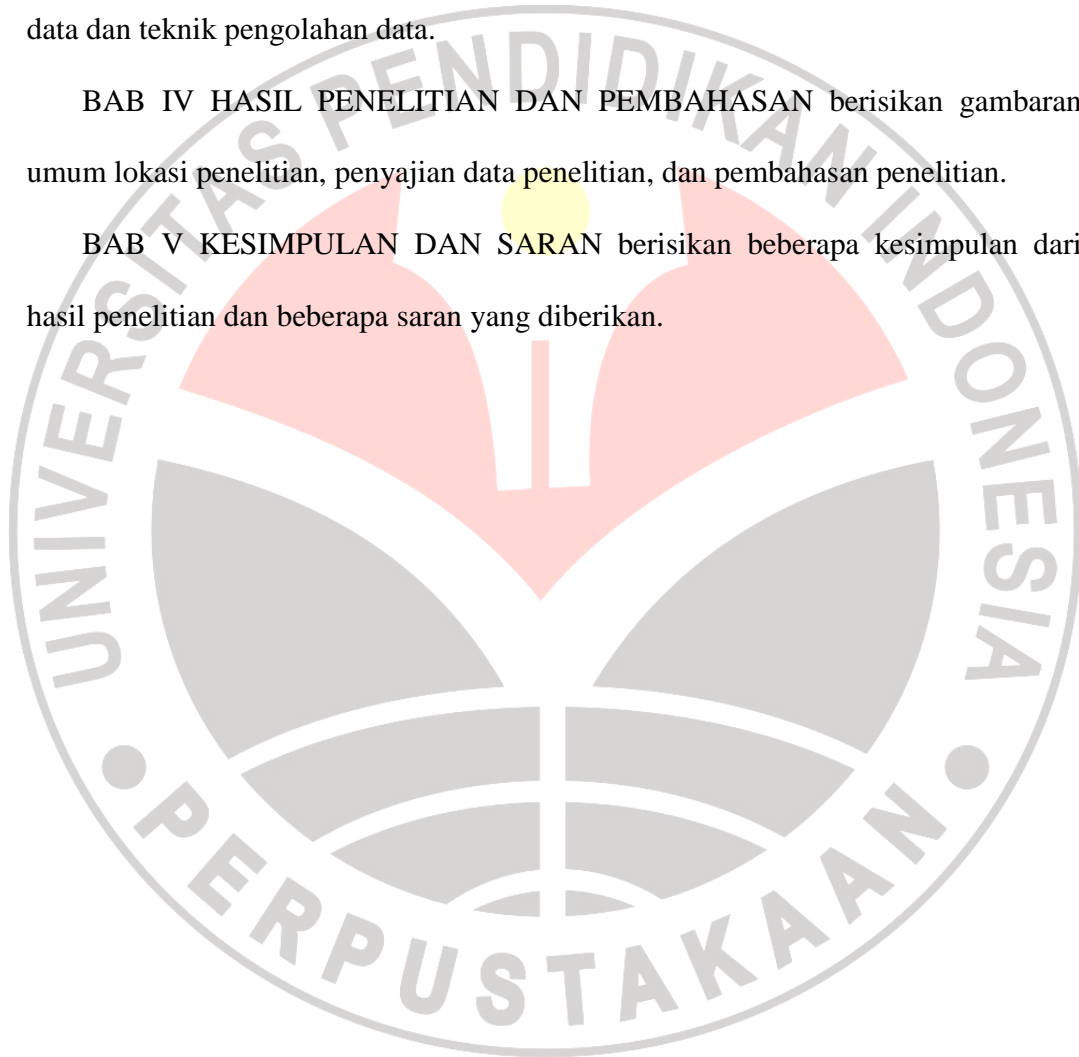 data dan teknik pengolahan data.
BAB IV HASIL PENELITIAN DAN PEMBAHASAN berisikan gambaran
umum lokasi penelitian, penyajian data penelitian, dan pembahasan penelitian.
BAB V KESIMPULAN DAN SARAN berisikan beberapa kesimpulan dari
hasil penelitian dan beberapa saran yang diberikan.
UNIVERSITAS PENDIDIKAN INDONESIA
PERPUSTAKAAN